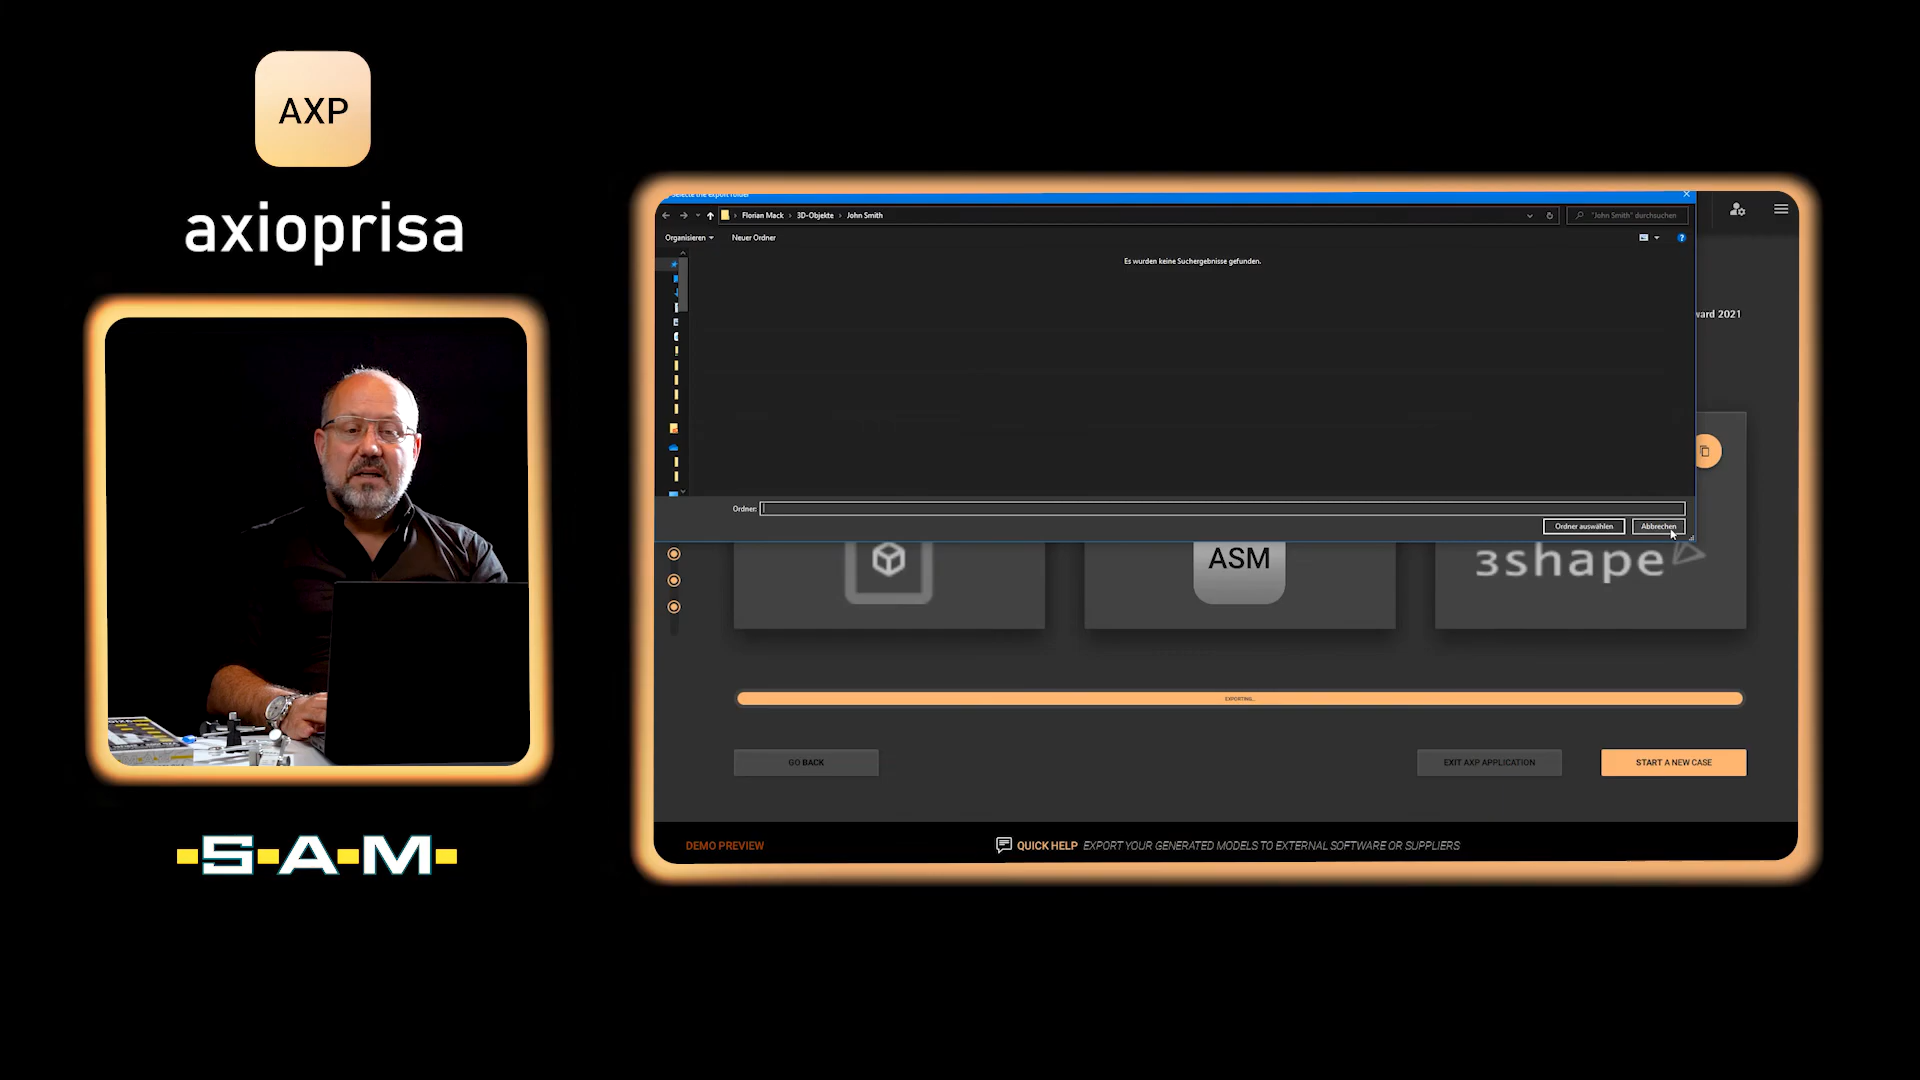 AXP
axioprisa
S-A-M
Florian Mack > 3D-Objekte > John Smith
"John Smith" durchsuchen
Organisieren
Neuer Ordner
Es wurden keine Suchergebnisse gefunden.
ward 2021
Ordner:
Ordner auswählen
Abbrechen
ASM
3shape
EXPORTING...
GO BACK
EXIT AXP APPLICATION
START A NEW CASE
DEMO PREVIEW
QUICK HELP EXPORT YOUR GENERATED MODELS TO EXTERNAL SOFTWARE OR SUPPLIERS